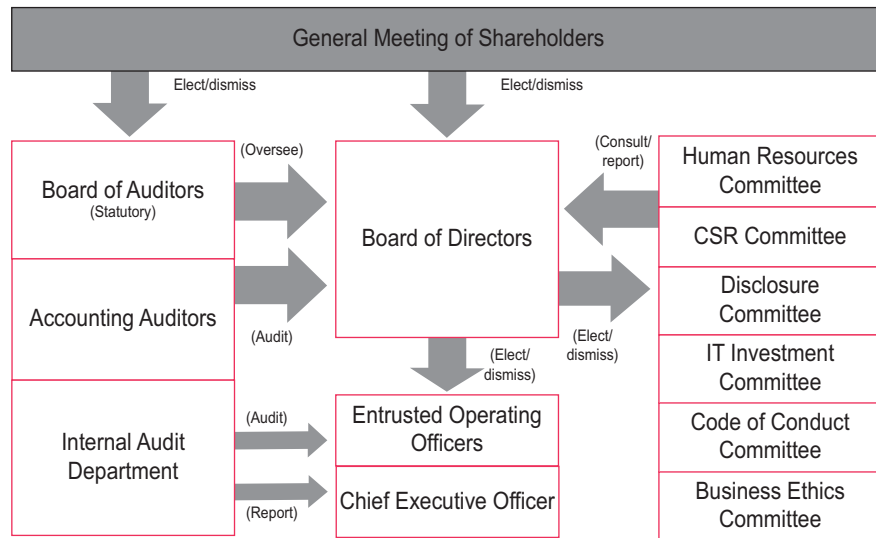 General Meeting of Shareholders
Elect/dismiss
Elect/dismiss
Board of Auditors
(Statutory)
Accounting Auditors
Internal Audit
Department
(Oversee)
(Audit)
(Audit)
(Report)
Board of Directors
(Elect/
dismiss)
Entrusted Operating
Officers
Chief Executive Officer
(Consult/
report)
(Elect/
dismiss)
Human Resources
Committee
CSR Committee
Disclosure
Committee
IT Investment
Committee
Code of Conduct
Committee
Business Ethics
Committee